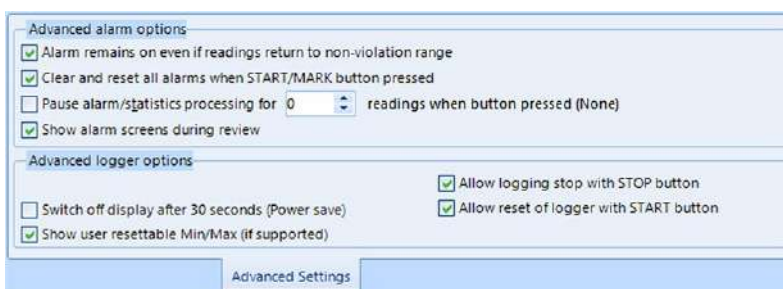 Advanced alarm options
Alarm remains on even if readings return to non-violation range
Clear and reset all alarms when START/MARK button pressed
Pause alarm/statistics processing for 0 readings when button pressed (None)
Show alarm screens during review
Advanced logger options
Allow logging stop with STOP button
Switch off display after 30 seconds (Power save)
Allow reset of logger with START button
Show user resettable Min/Max (if supported)
Advanced Settings